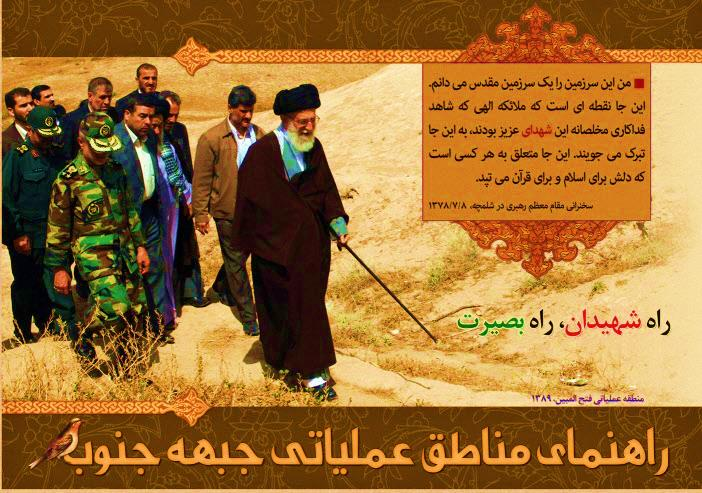 ■ من این سرزمین را یک سرزمین مقدس می دانم.
این جا نقطه ای است که ملائکه الهی که شاهد
فداکاری مخلصانه این شهدای عزیز بودند، به این جا
تبرک می جویند. این جا متعلق به هر کسی است
که دلش برای اسلام و برای قرآن می تپد.
سخنرانی مقام معظم رهبری در شلمچه، ۱۳۷۸/۷/۸
راه شهیدان، راه بصیرت
منطقه عملیاتی فتح المبین، ۱۳۸۹
راهنمای مناطق عملیاتی جبهه جنوب